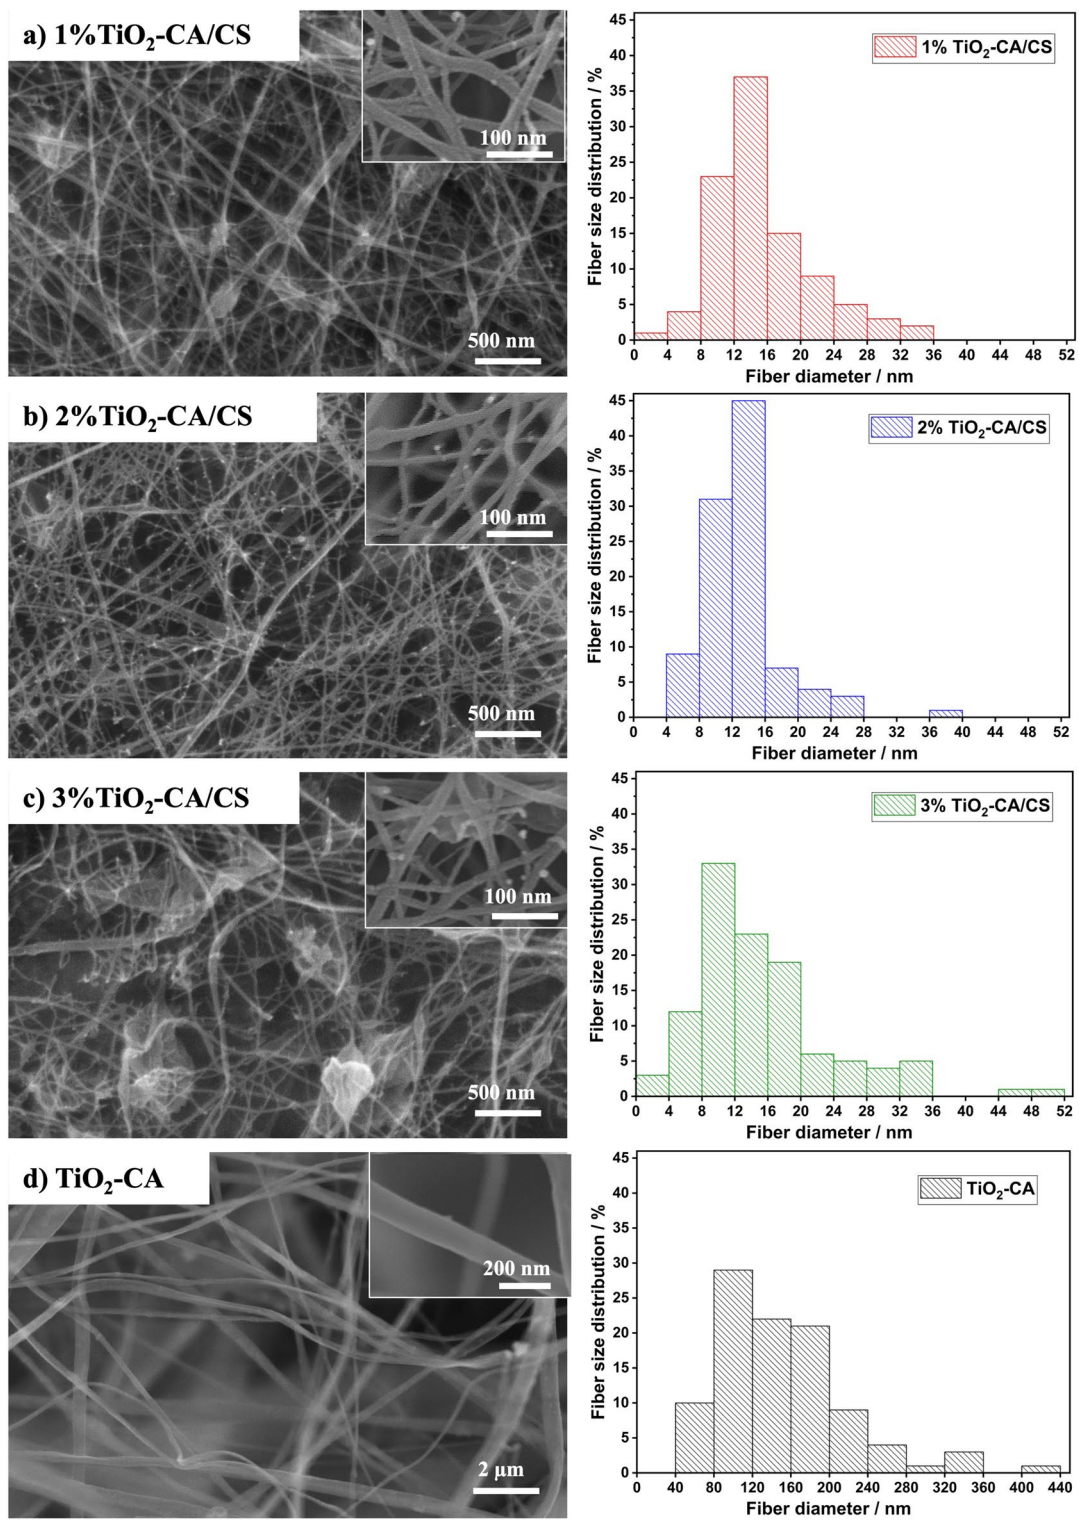 a) 1%TiO₂-CA/CS
100 nm
500 nm
1% TiO₂-CA/CS
Fiber size distribution / %
45
40
35
30
25
20
15
10
5
0
0 4 8 12 16 20 24 28 32 36 40 44 48 52
Fiber diameter / nm
b) 2%TiO₂-CA/CS
100 nm
500 nm
2% TiO₂-CA/CS
Fiber size distribution / %
45
40
35
30
25
20
15
10
5
0
0 4 8 12 16 20 24 28 32 36 40 44 48 52
Fiber diameter / nm
c) 3%TiO₂-CA/CS
100 nm
500 nm
3% TiO₂-CA/CS
Fiber size distribution / %
45
40
35
30
25
20
15
10
5
0
0 4 8 12 16 20 24 28 32 36 40 44 48 52
Fiber diameter / nm
d) TiO₂-CA
200 nm
2 µm
TiO₂-CA
Fiber size distribution / %
45
40
35
30
25
20
15
10
5
0
0 40 80 120 160 200 240 280 320 360 400 440
Fiber diameter / nm